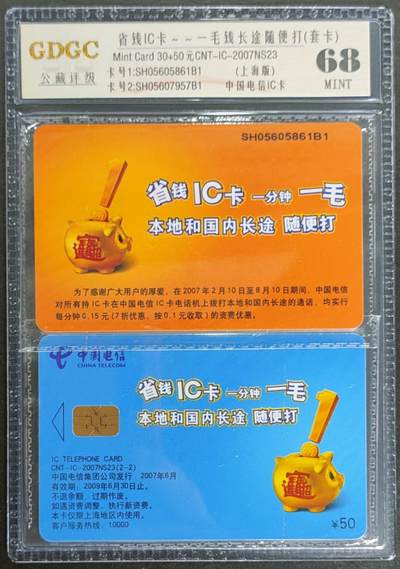 GDGC
公藏评级
省钱IC卡～～一毛钱长途随便打(套卡)
Mint Card 30+50元CNT-IC-2007NS23
卡号1:SH05605861B1 (上海版)
卡号2:SH05607957B1 中国电信IC卡
68
MINT
SH05605861B1
省钱IC卡 一分钟 一毛
本地和国内长途 随便打
为了感谢广大用户的厚爱，在2007年2月10日至8月10日期间，中国电信
对所有持IC卡在中国电信IC卡电话机上拨打本地和国内长途的通话，均实行
每分钟0.15元(7折优惠，按0.1元收取)的资费优惠。
中国电信
CHINA TELECOM
省钱IC卡 一分钟 一毛
本地和国内长途 随便打
IC TELEPHONE CARD
CNT-IC-2007NS23(2-2)
中国电信集团公司发行 2007年6月
有效期：2009年6月30日止。
不退余额，过期作废。
如遇资费调整，执行新资费。
本卡仅限上海地区内使用。
客户服务热线：10000
¥50